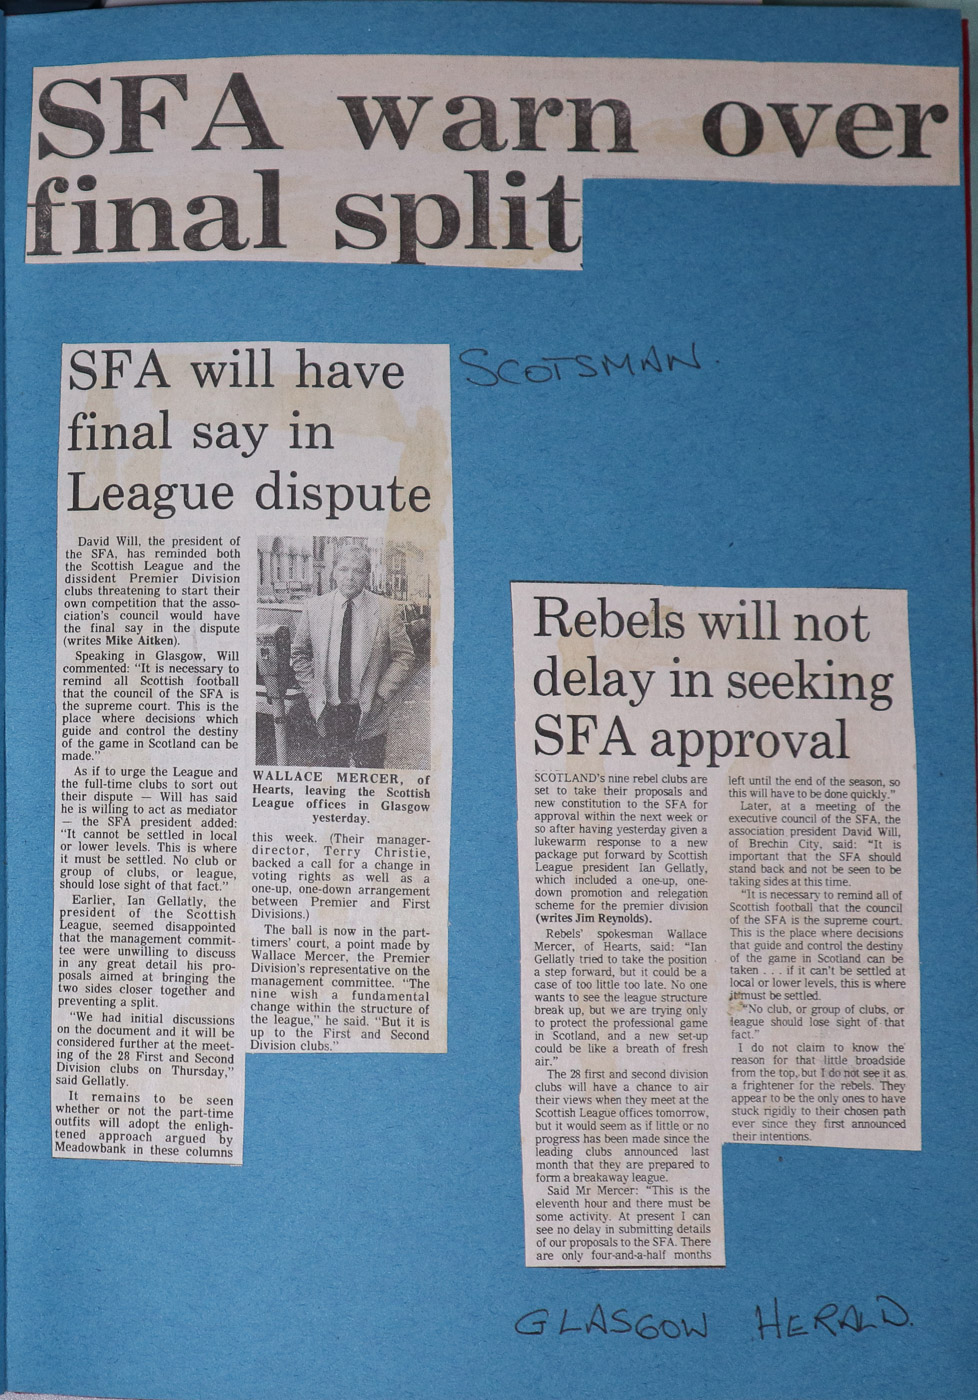 SFA warn over
final split
SCOTSMAN.
SFA will have
final say in
League dispute
David Will, the president of
the SFA, has reminded both
the Scottish League and the
dissident Premier Division
clubs threatening to start their
own competition that the asso-
ciation's council would have
the final say in the dispute
(writes Mike Aitken).
Speaking in Glasgow, Will
commented: "It is necessary to
remind all Scottish football
that the council of the SFA is
the supreme court. This is the
place where decisions which
guide and control the destiny
of the game in Scotland can be
made."
As if to urge the League and
the full-time clubs to sort out
their dispute — Will has said
he is willing to act as mediator
— the SFA president added:
"It cannot be settled in local
or lower levels. This is where
it must be settled. No club or
group of clubs, or league,
should lose sight of that fact."
Earlier, Ian Gellatly, the
president of the Scottish
League, seemed disappointed
that the management commit-
tee were unwilling to discuss
in any great detail his pro-
posals aimed at bringing the
two sides closer together and
preventing a split.
"We had initial discussions
on the document and it will be
considered further at the meet-
ing of the 28 First and Second
Division clubs on Thursday,"
said Gellatly.
It remains to be seen
whether or not the part-time
outfits will adopt the enligh-
tened approach argued by
Meadowbank in these columns
WALLACE MERCER, of
Hearts, leaving the Scottish
League offices in Glasgow
yesterday.
this week. (Their manager-
director, Terry Christie,
backed a call for a change in
voting rights as well as a
one-up, one-down arrangement
between Premier and First
Divisions.)
The ball is now in the part-
timers' court, a point made by
Wallace Mercer, the Premier
Division's representative on the
management committee. "The
nine wish a fundamental
change within the structure of
the league," he said. "But it is
up to the First and Second
Division clubs."
Rebels will not
delay in seeking
SFA approval
SCOTLAND's nine rebel clubs are
set to take their proposals and
new constitution to the SFA for
approval within the next week or
so after having yesterday given a
lukewarm response to a new
package put forward by Scottish
League president Ian Gellatly,
which included a one-up, one-
down promotion and relegation
scheme for the premier division
(writes Jim Reynolds).
Rebels' spokesman Wallace
Mercer, of Hearts, said: "Ian
Gellatly tried to take the position
a step forward, but it could be a
case of too little too late. No one
wants to see the league structure
break up, but we are trying only
to protect the professional game
in Scotland, and a new set-up
could be like a breath of fresh
air."
The 28 first and second division
clubs will have a chance to air
their views when they meet at the
Scottish League offices tomorrow,
but it would seem as if little or no
progress has been made since the
leading clubs announced last
month that they are prepared to
form a breakaway league.
Said Mr Mercer: "This is the
eleventh hour and there must be
some activity. At present I can
see no delay in submitting details
of our proposals to the SFA. There
are only four-and-a-half months
left until the end of the season, so
this will have to be done quickly."
Later, at a meeting of the
executive council of the SFA, the
association president David Will,
of Brechin City, said: "It is
important that the SFA should
stand back and not be seen to be
taking sides at this time.
"It is necessary to remind all of
Scottish football that the council
of the SFA is the supreme court.
This is the place where decisions
that guide and control the destiny
of the game in Scotland can be
taken . . . if it can't be settled at
local or lower levels, this is where
it must be settled.
"No club, or group of clubs, or
league should lose sight of that
fact."
I do not claim to know the
reason for that little broadside
from the top, but I do not see it as
a frightener for the rebels. They
appear to be the only ones to have
stuck rigidly to their chosen path
ever since they first announced
their intentions.
GLASGOW HERALD.